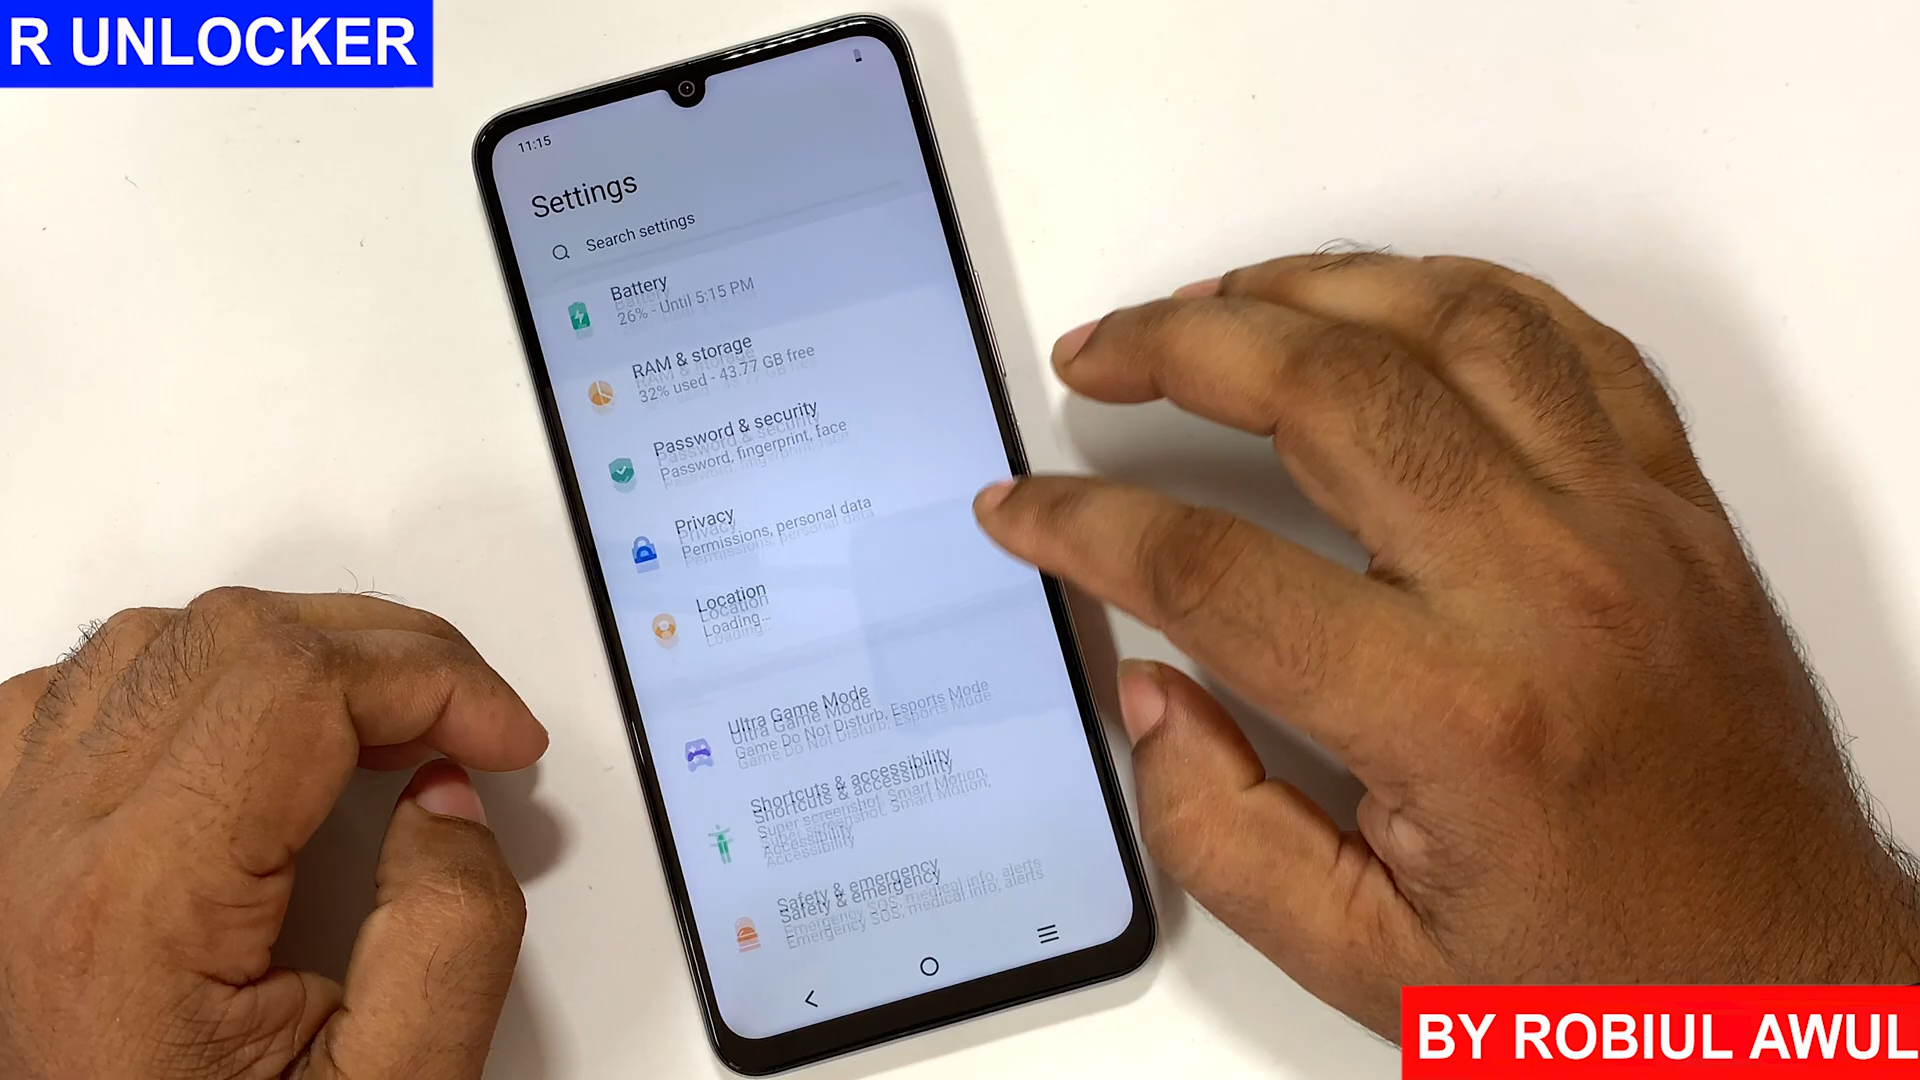 R UNLOCKER
11:15
Settings
Search settings
Battery
26% - Until 5:15 PM
RAM & storage
32% used - 43.77 GB free
Password & security
Password, fingerprint, face
Privacy
Permissions, personal data
Location
Loading...
Ultra Game Mode
Game Do Not Disturb, Esports Mode
Shortcuts & accessibility
Super screenshot, Smart Motion,
Accessibility
Safety & emergency
Emergency SOS, medical info, alerts
BY ROBIUL AWUL